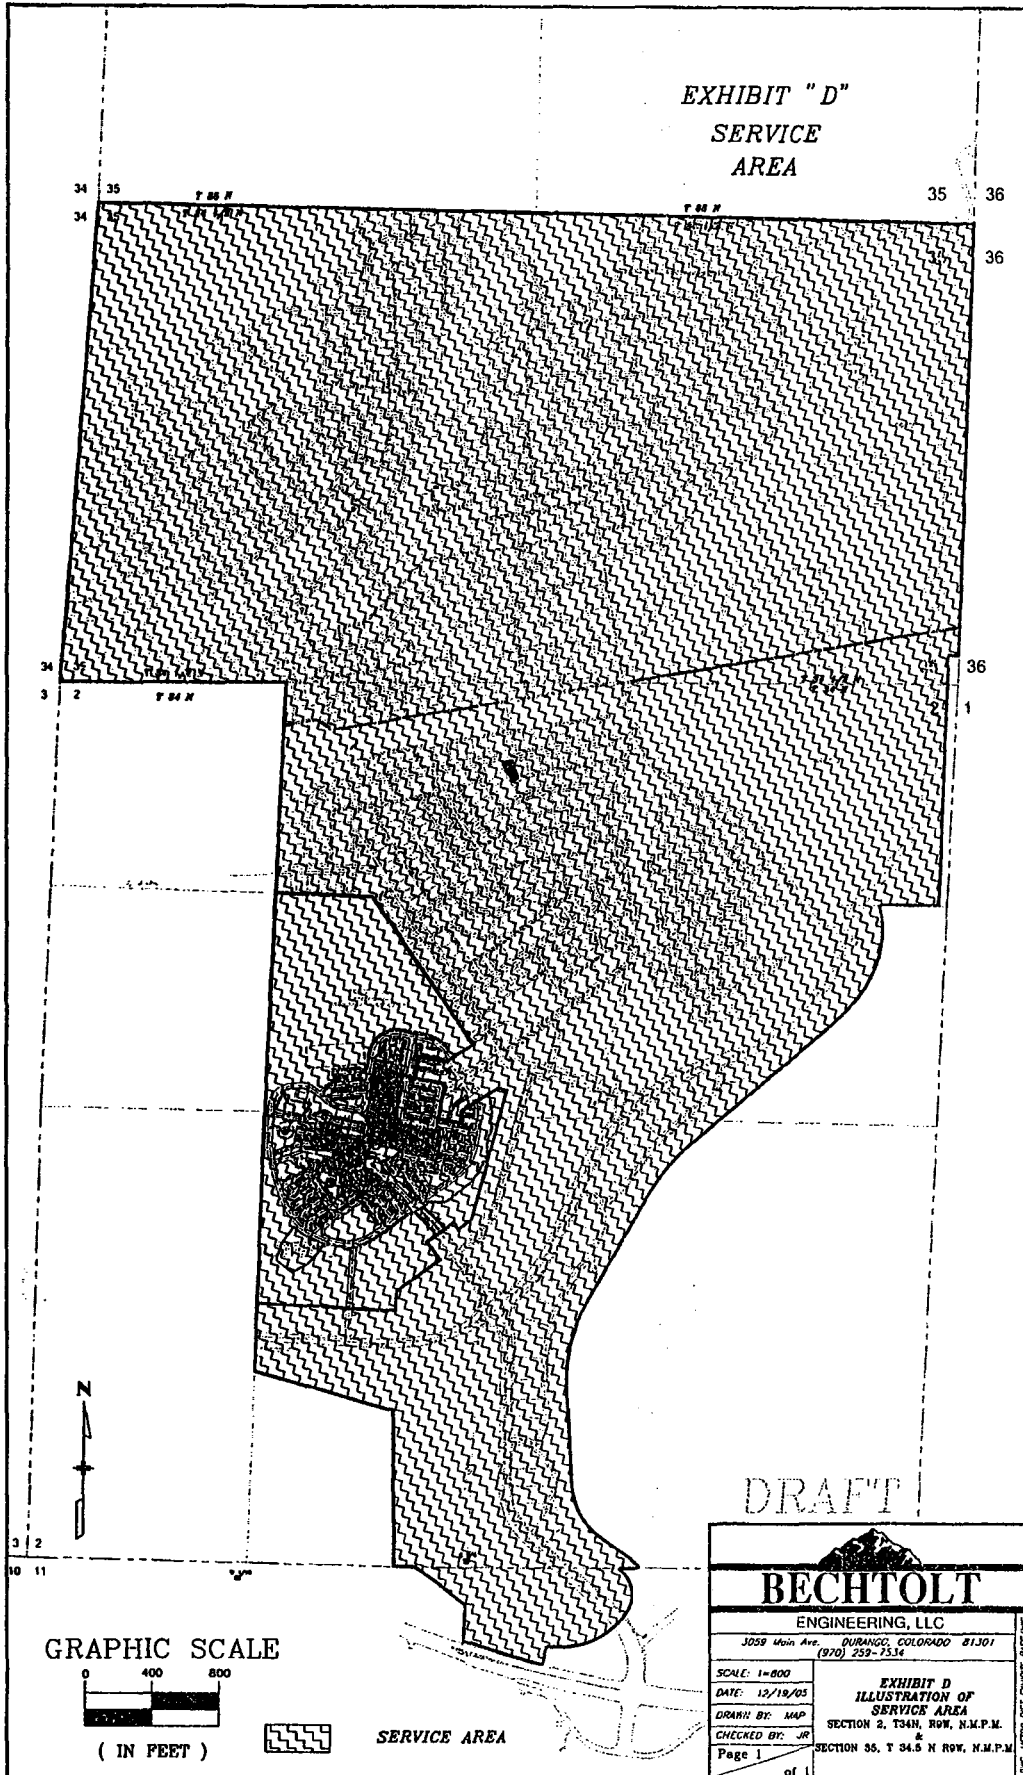 EXHIBIT "D"
SERVICE
AREA
34 35
35 36
34
36
T 35 N
T 35 N
34
36
3 2
T 34 N
2 1
N
3 2
10 11
DRAFT
BECHTOLT
ENGINEERING, LLC
3059 Main Ave. DURANGO, COLORADO 81301
(970) 259-7534
SCALE: 1=800
DATE: 12/19/05
DRAWN BY: MAP
CHECKED BY: JR
Page 1
of 1
EXHIBIT D
ILLUSTRATION OF
SERVICE AREA
SECTION 2, T34N, R9W, N.M.P.M.
&
SECTION 35, T 34.5 N R9W, N.M.P.M
GRAPHIC SCALE
0 400 800
( IN FEET )
SERVICE AREA